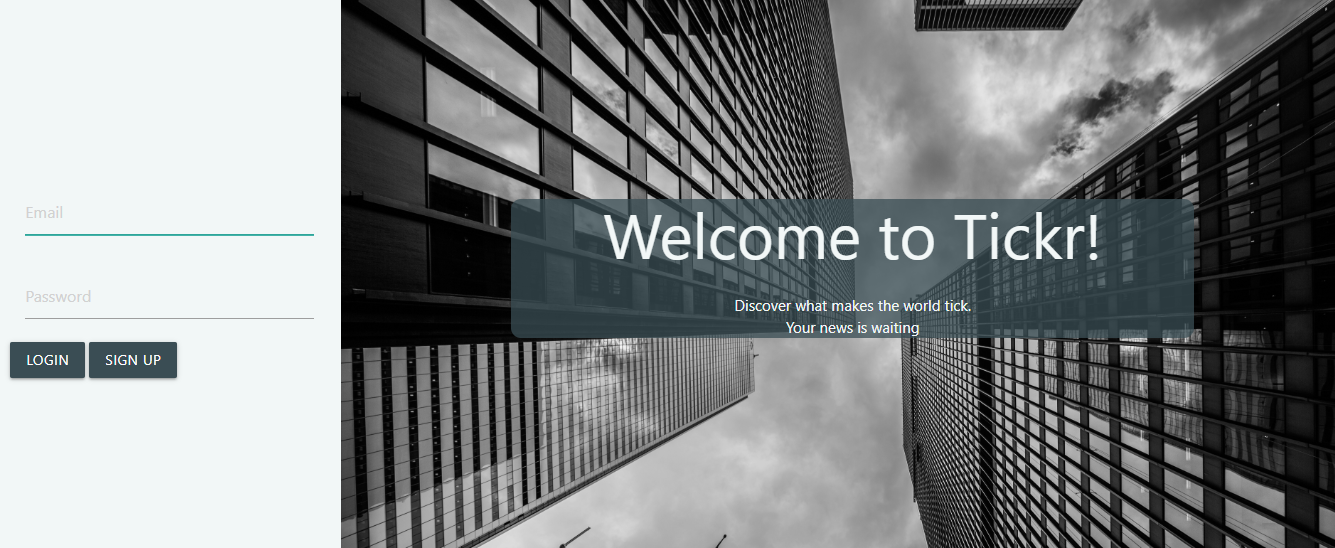 Email
Password
LOGIN SIGN UP
Welcome to Tickr!
Discover what makes the world tick.
Your news is waiting